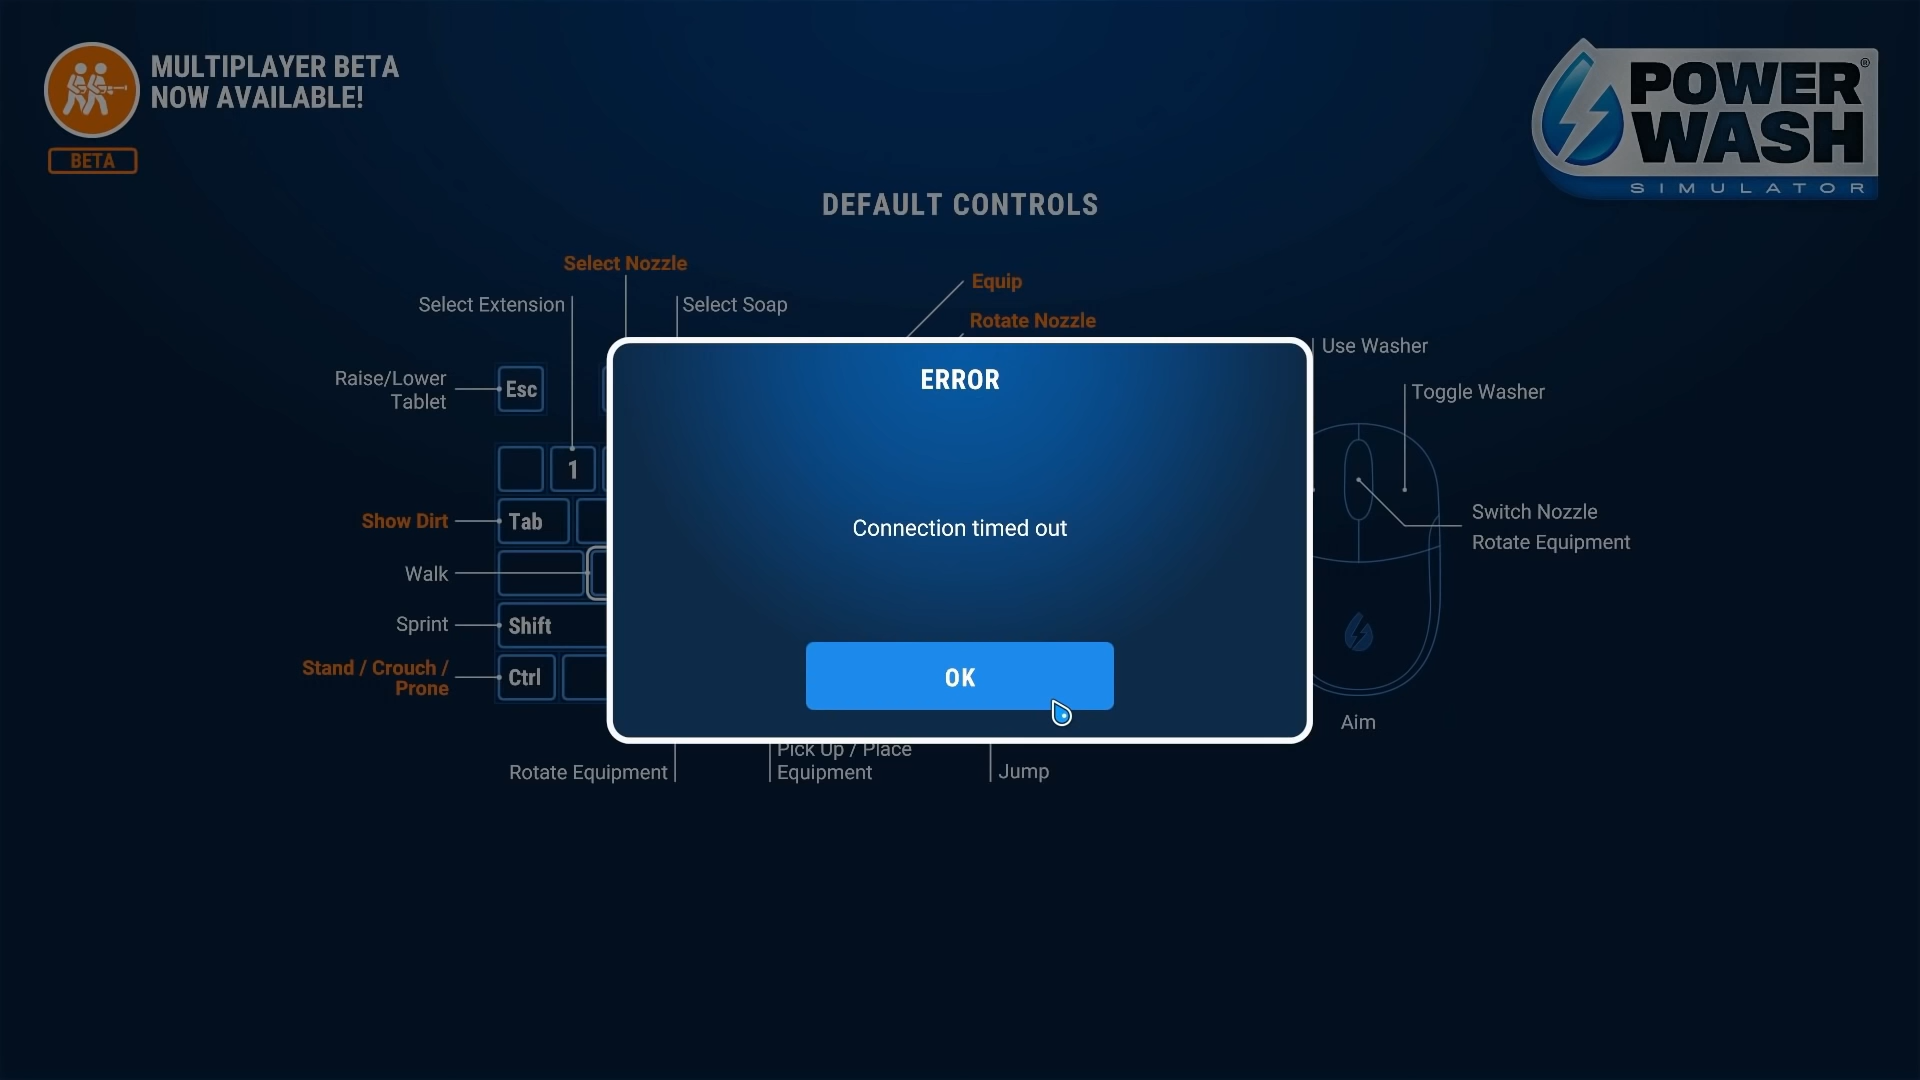 MULTIPLAYER BETA
NOW AVAILABLE!
BETA
POWER®
WASH
SIMULATOR
DEFAULT CONTROLS
Select Nozzle
Select Extension
Select Soap
Equip
Rotate Nozzle
Use Washer
Toggle Washer
Raise/Lower
Tablet
Esc
ERROR
1
Show Dirt
Tab
Connection timed out
Switch Nozzle
Rotate Equipment
Walk
Sprint
Shift
Stand / Crouch /
Prone
Ctrl
OK
Aim
Pick Up / Place
Equipment
Rotate Equipment
Jump